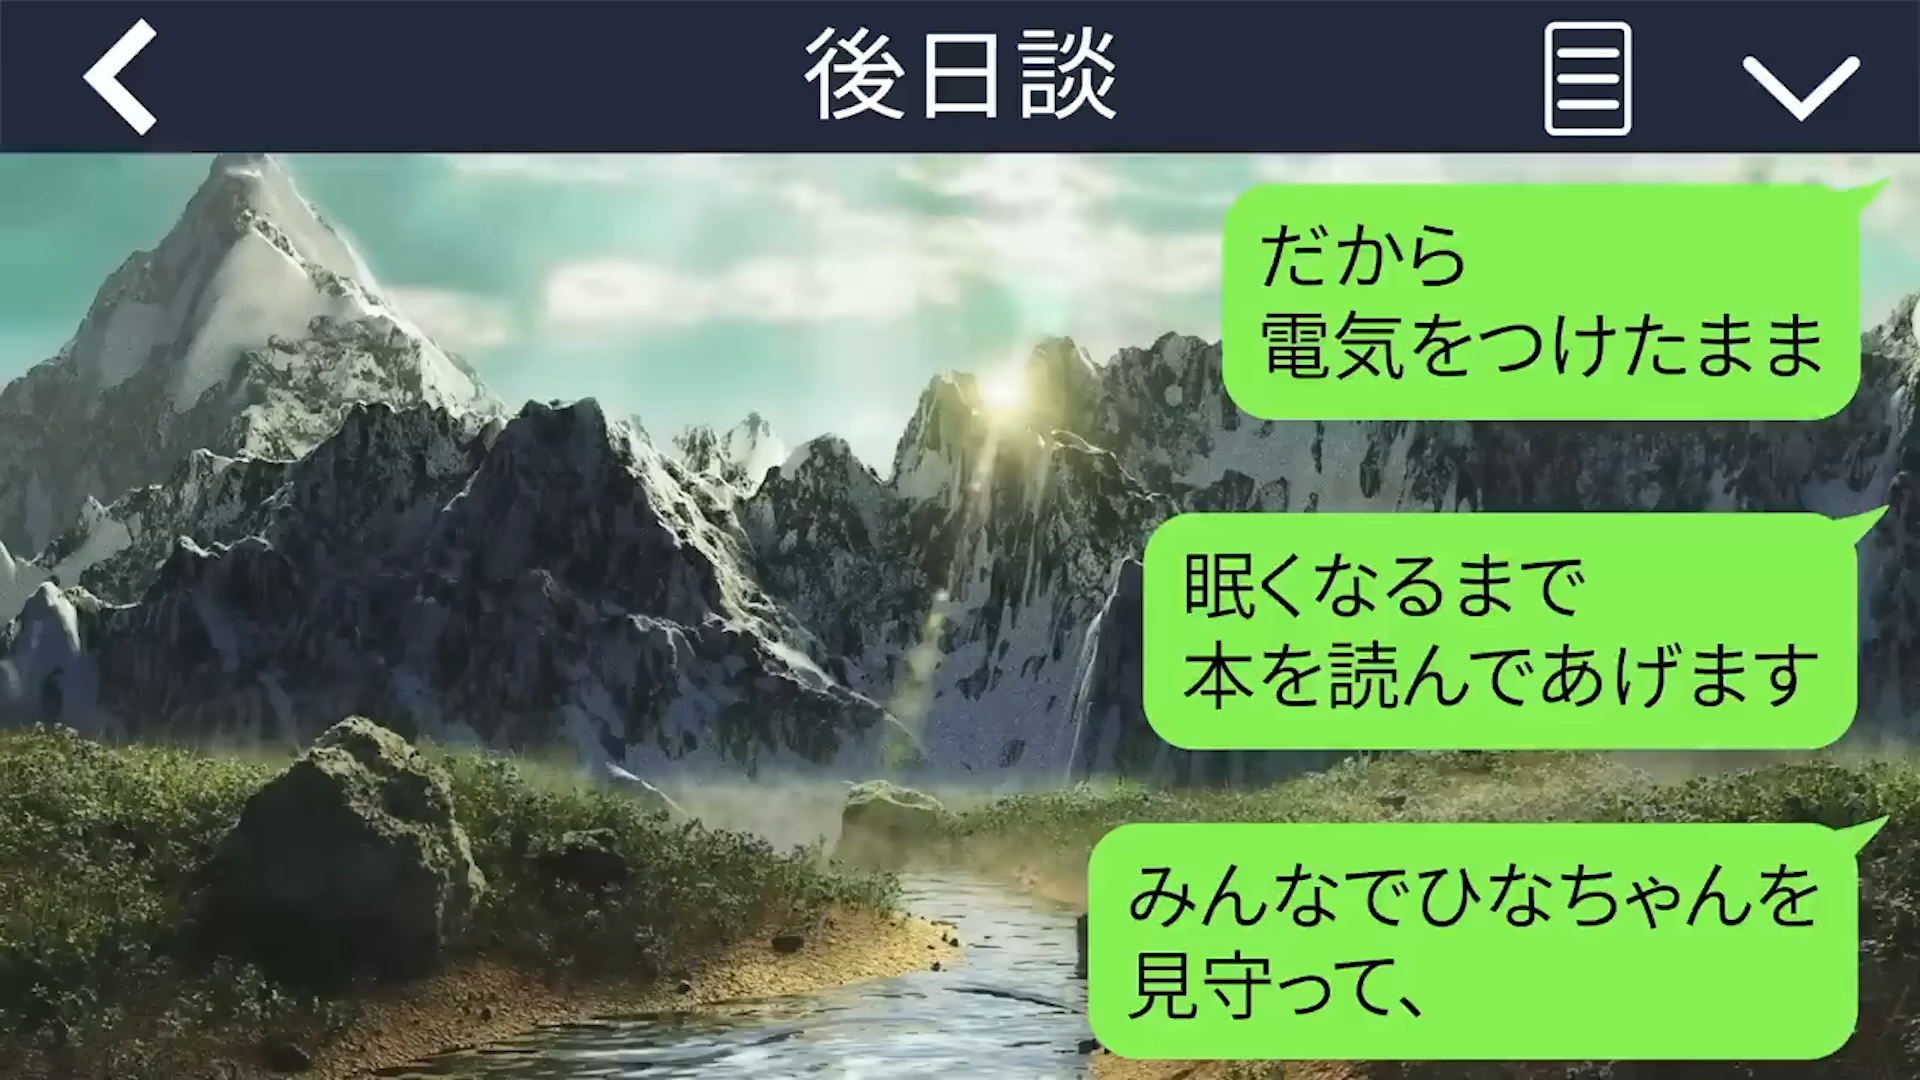 後日談
だから
電気をつけたまま
眠くなるまで
本を読んであげます
みんなでひなちゃんを
見守って、